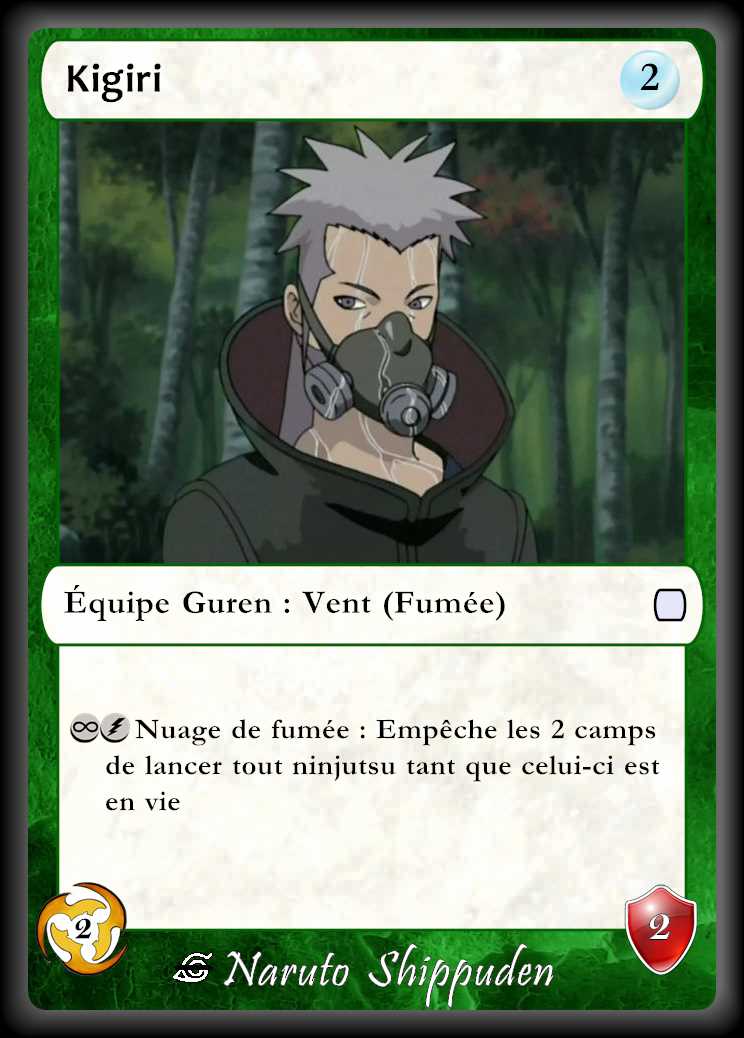 Kigiri
2
Équipe Guren : Vent (Fumée)
∞ Nuage de fumée : Empêche les 2 camps
de lancer tout ninjutsu tant que celui-ci est
en vie
2
2
Naruto Shippuden